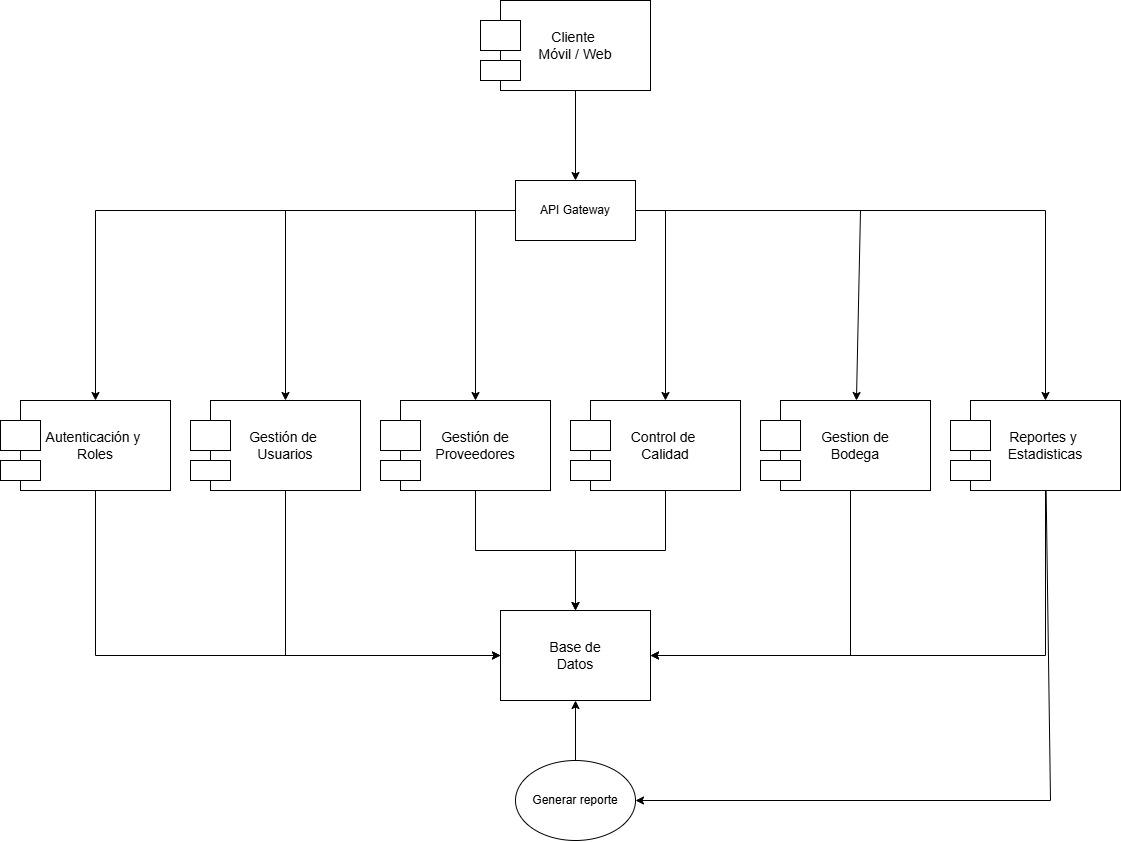 Cliente
Móvil / Web
API Gateway
Autenticación y
Roles
Gestión de
Usuarios
Gestión de
Proveedores
Control de
Calidad
Gestion de
Bodega
Reportes y
Estadisticas
Base de
Datos
Generar reporte